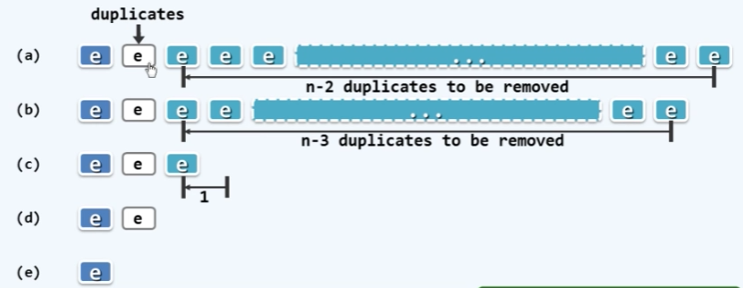 duplicates
(a) e e e e e ... e e
n-2 duplicates to be removed
(b) e e e e ... e e
n-3 duplicates to be removed
(c) e e e
1
(d) e e
(e) e